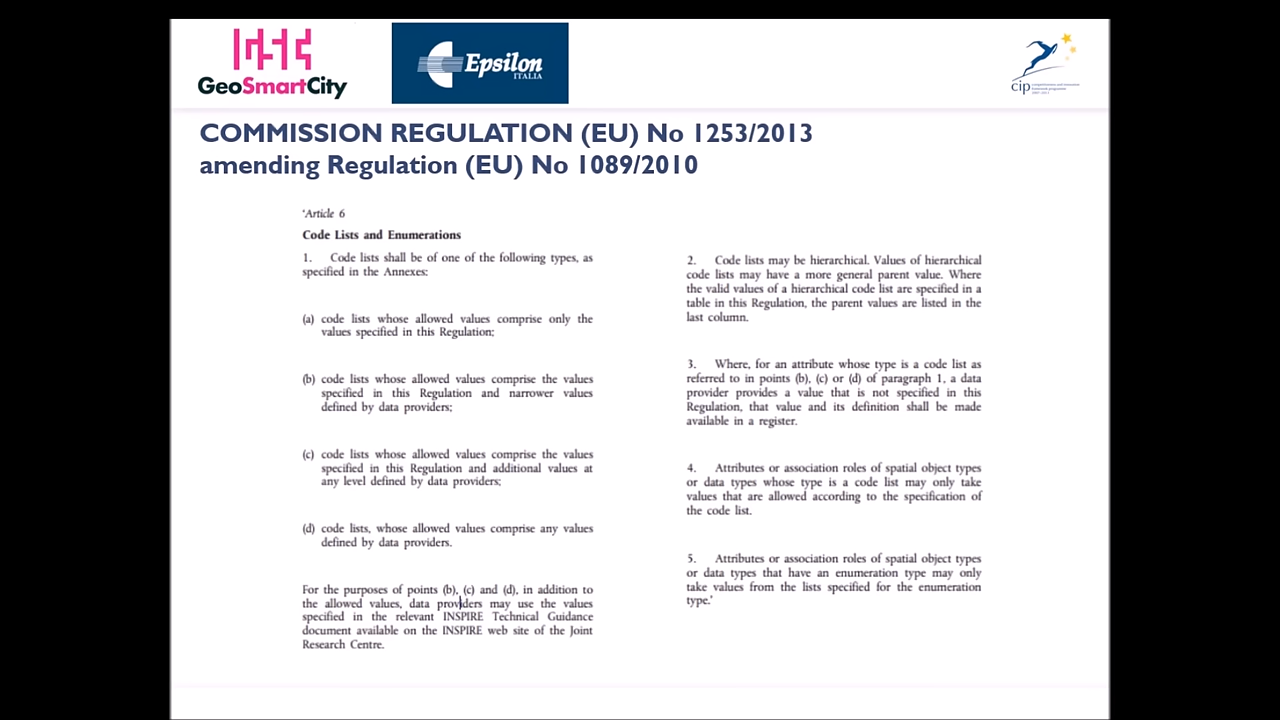 GeoSmartCity
Epsilon
ITALIA
cip
COMMISSION REGULATION (EU) No 1253/2013
amending Regulation (EU) No 1089/2010
'Article 6
Code Lists and Enumerations
1. Code lists shall be of one of the following types, as
specified in the Annexes:
(a) code lists whose allowed values comprise only the
values specified in this Regulation;
(b) code lists whose allowed values comprise the values
specified in this Regulation and narrower values
defined by data providers;
(c) code lists whose allowed values comprise the values
specified in this Regulation and additional values at
any level defined by data providers;
(d) code lists, whose allowed values comprise any values
defined by data providers.
For the purposes of points (b), (c) and (d), in addition to
the allowed values, data providers may use the values
specified in the relevant INSPIRE Technical Guidance
document available on the INSPIRE web site of the Joint
Research Centre.
2. Code lists may be hierarchical. Values of hierarchical
code lists may have a more general parent value. Where
the valid values of a hierarchical code list are specified in a
table in this Regulation, the parent values are listed in the
last column.
3. Where, for an attribute whose type is a code list as
referred to in points (b), (c) or (d) of paragraph 1, a data
provider provides a value that is not specified in this
Regulation, that value and its definition shall be made
available in a register.
4. Attributes or association roles of spatial object types
or data types whose type is a code list may only take
values that are allowed according to the specification of
the code list.
5. Attributes or association roles of spatial object types
or data types that have an enumeration type may only
take values from the lists specified for the enumeration
type.'